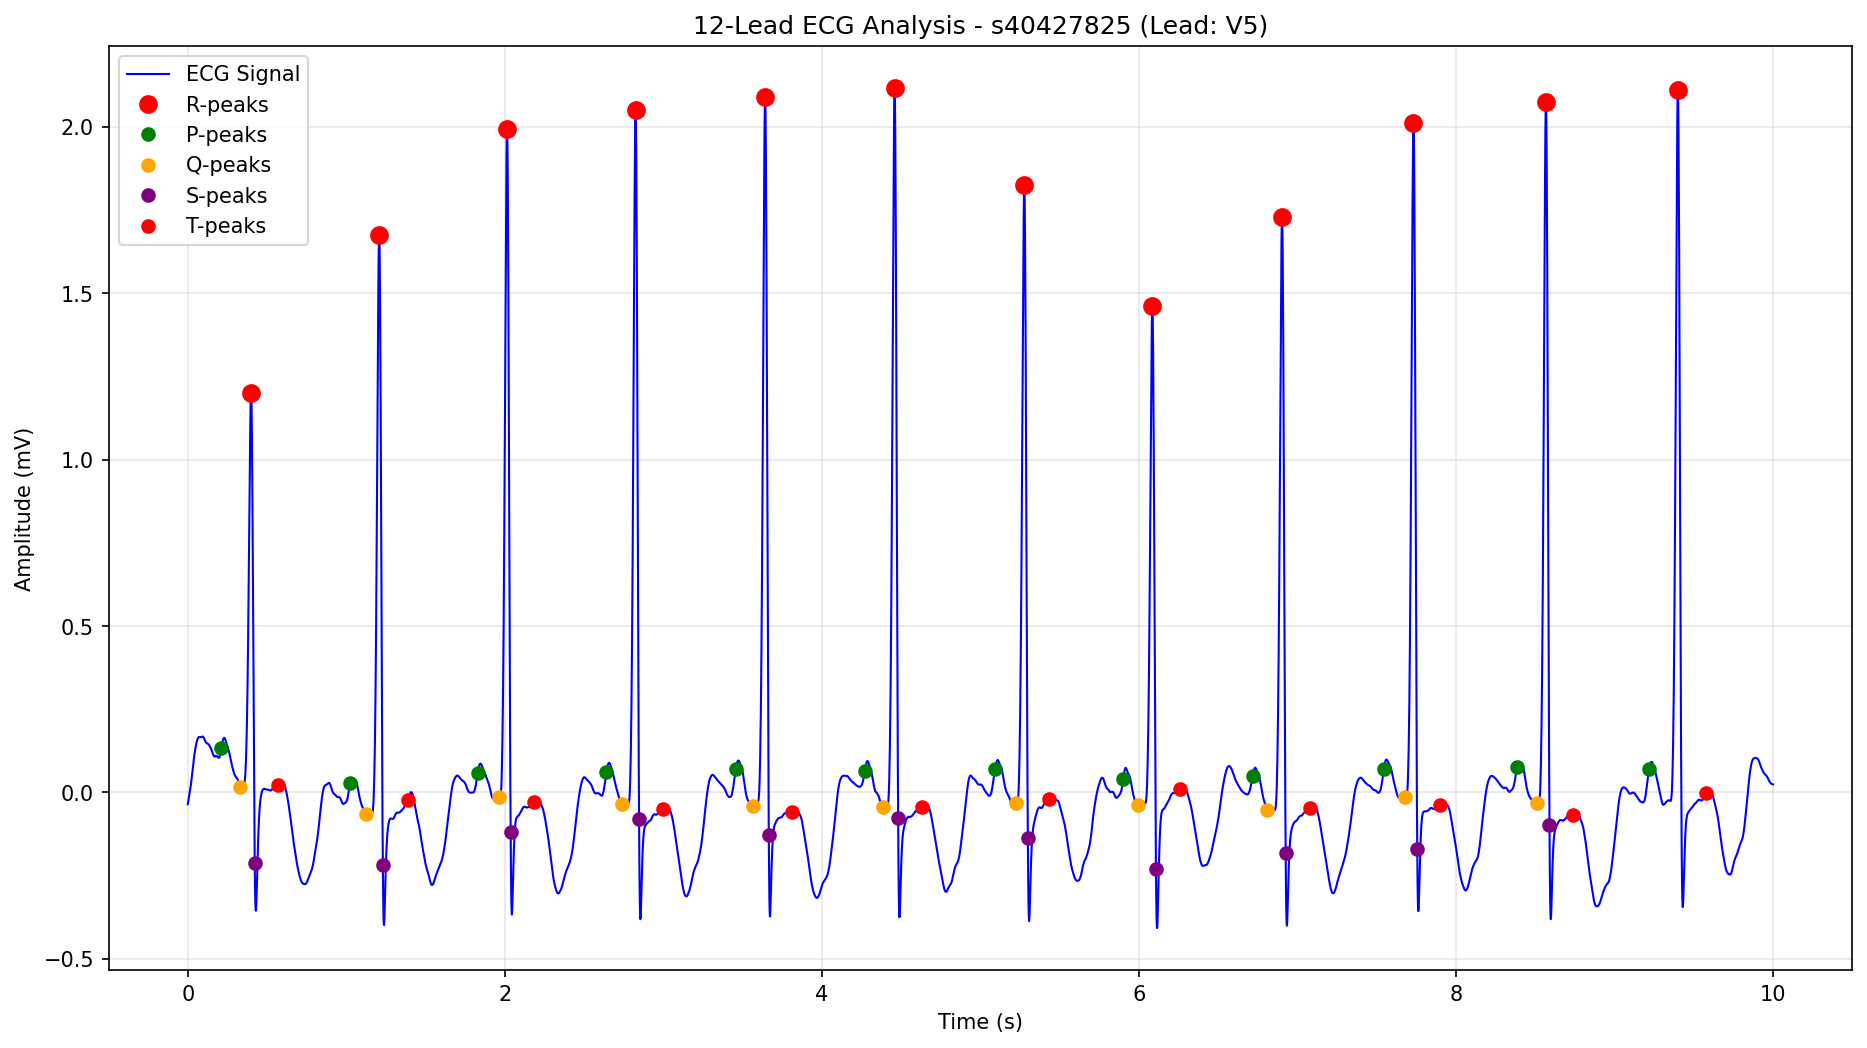 12-Lead ECG Analysis - s40427825 (Lead: V5)
ECG Signal
R-peaks
P-peaks
Q-peaks
S-peaks
T-peaks
Amplitude (mV)
2.0
1.5
1.0
0.5
0.0
−0.5
0 2 4 6 8 10
Time (s)